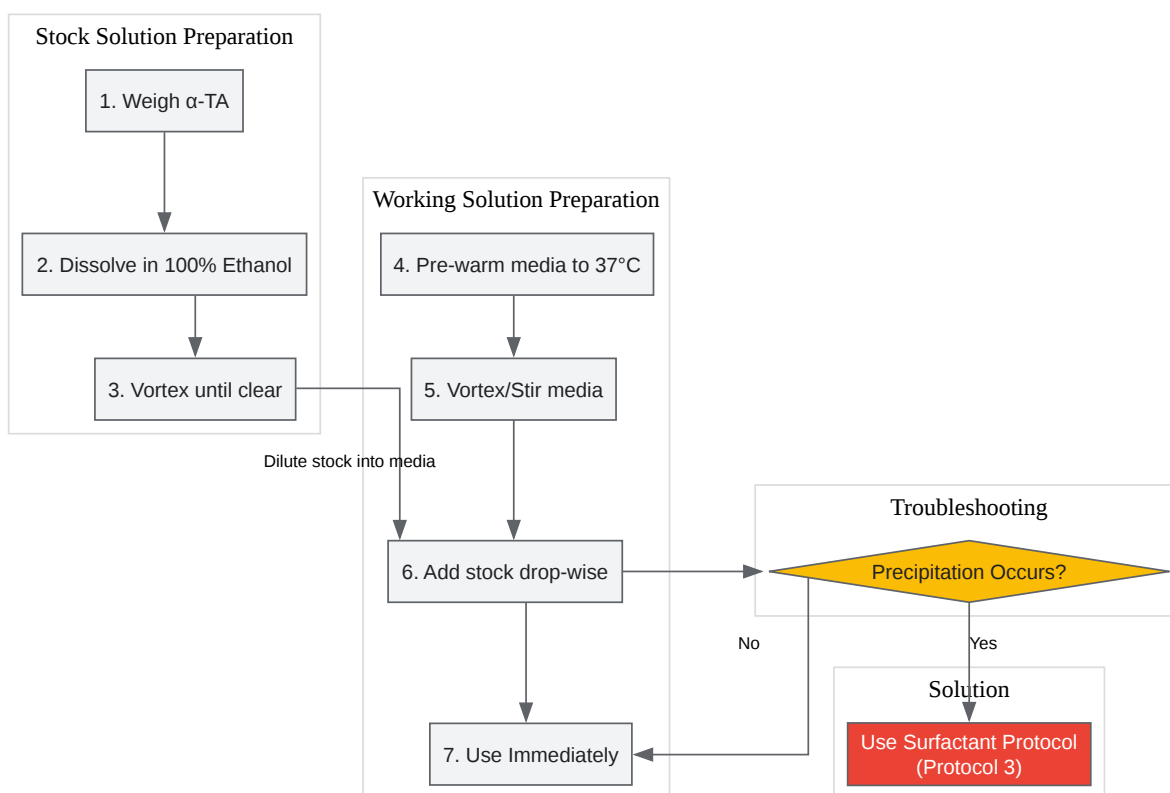 Stock Solution Preparation
1. Weigh α-TA
2. Dissolve in 100% Ethanol
3. Vortex until clear
Dilute stock into media
Working Solution Preparation
4. Pre-warm media to 37°C
5. Vortex/Stir media
6. Add stock drop-wise
7. Use Immediately
Troubleshooting
Precipitation Occurs?
No
Yes
Solution
Use Surfactant Protocol
(Protocol 3)